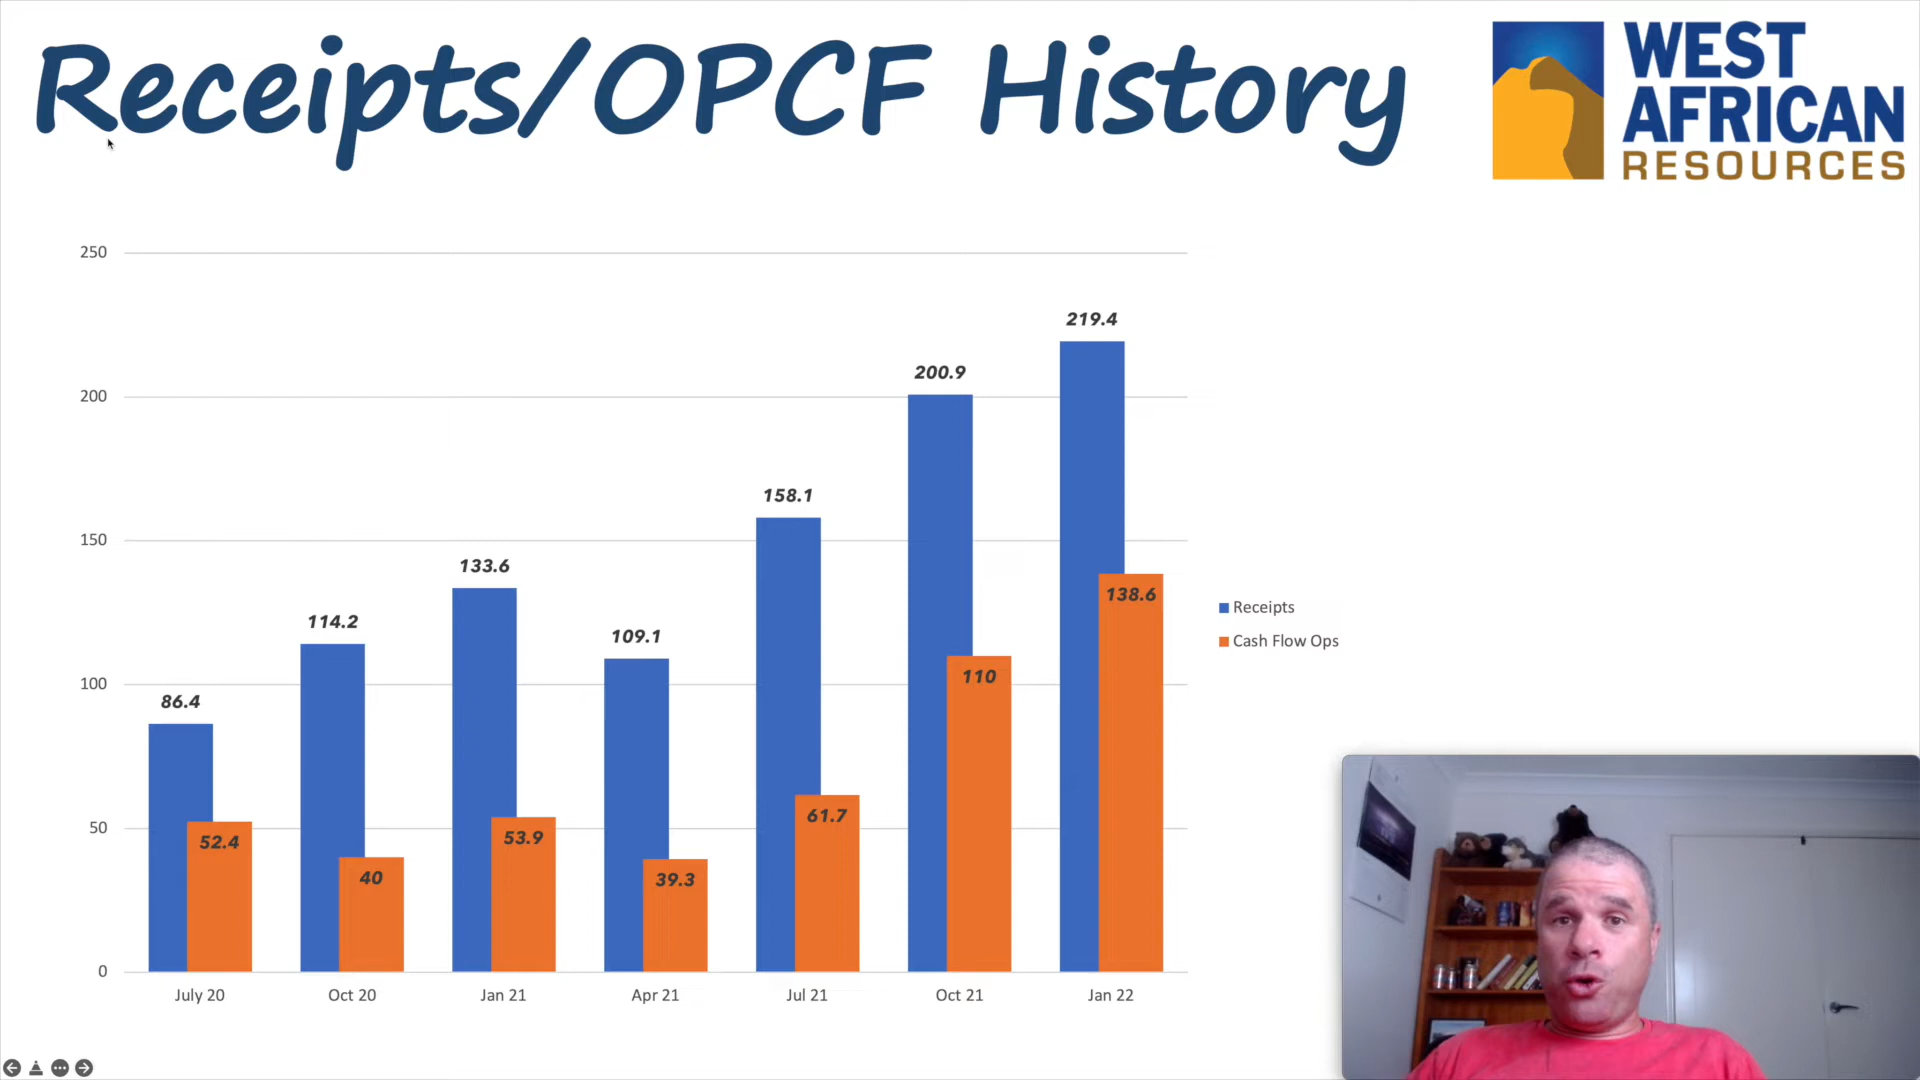 Receipts/OPCF History
WEST
AFRICAN
RESOURCES
250
200
150
100
50
0
86.4
52.4
114.2
40
133.6
53.9
109.1
39.3
158.1
61.7
200.9
110
219.4
138.6
July 20
Oct 20
Jan 21
Apr 21
Jul 21
Oct 21
Jan 22
Receipts
Cash Flow Ops